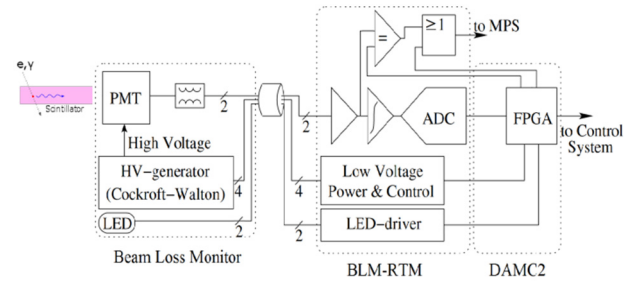 e,γ
Sontillator
PMT
2
High Voltage
HV-generator
(Cockroft-Walton)
4
LED
2
Beam Loss Monitor
2
4
2
=
≥1
to MPS
ADC
Low Voltage
Power & Control
LED-driver
BLM-RTM
FPGA
to Control
System
DAMC2